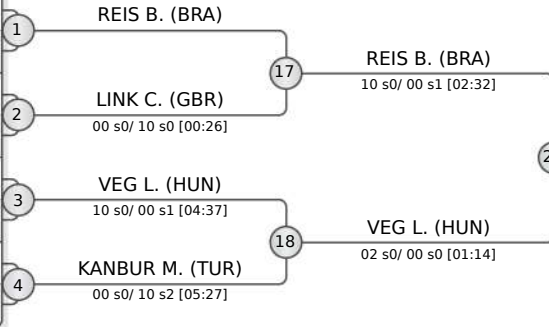 REIS B. (BRA)
1
17
REIS B. (BRA)
10 s0/ 00 s1 [02:32]
LINK C. (GBR)
2
00 s0/ 10 s0 [00:26]
2
VEG L. (HUN)
3
10 s0/ 00 s1 [04:37]
18
VEG L. (HUN)
02 s0/ 00 s0 [01:14]
KANBUR M. (TUR)
4
00 s0/ 10 s2 [05:27]